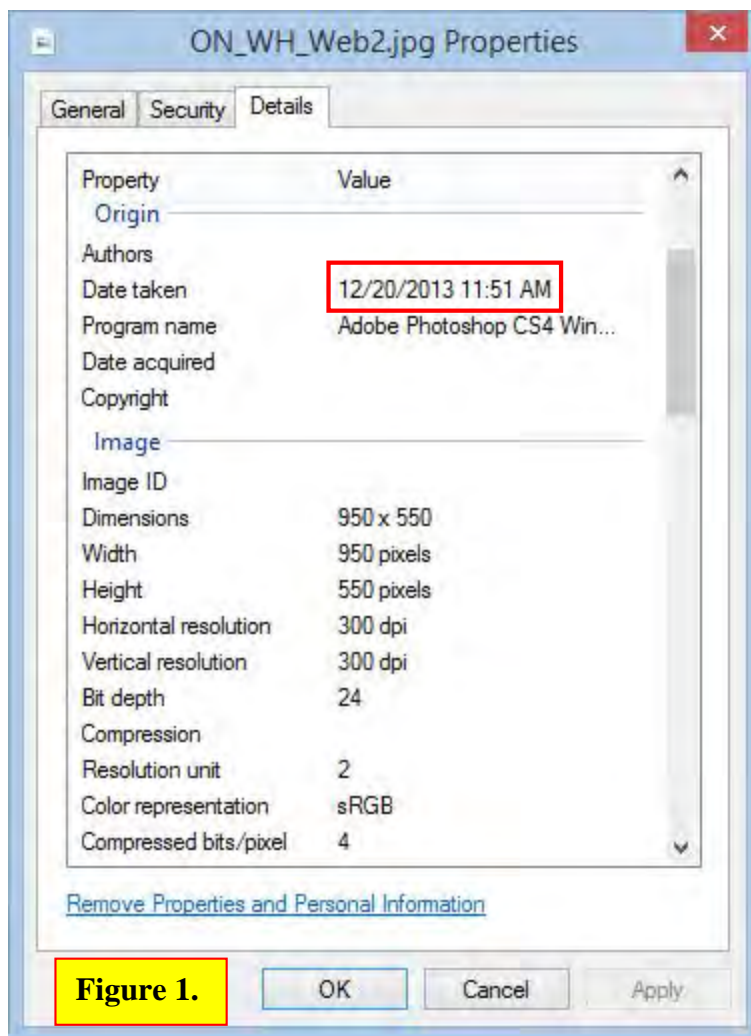 ON_WH_Web2.jpg Properties
General Security Details
Property Value
Origin
Authors
Date taken 12/20/2013 11:51 AM
Program name Adobe Photoshop CS4 Win...
Date acquired
Copyright
Image
Image ID
Dimensions 950 x 550
Width 950 pixels
Height 550 pixels
Horizontal resolution 300 dpi
Vertical resolution 300 dpi
Bit depth 24
Compression
Resolution unit 2
Color representation sRGB
Compressed bits/pixel 4
Remove Properties and Personal Information
Figure 1. OK Cancel Apply